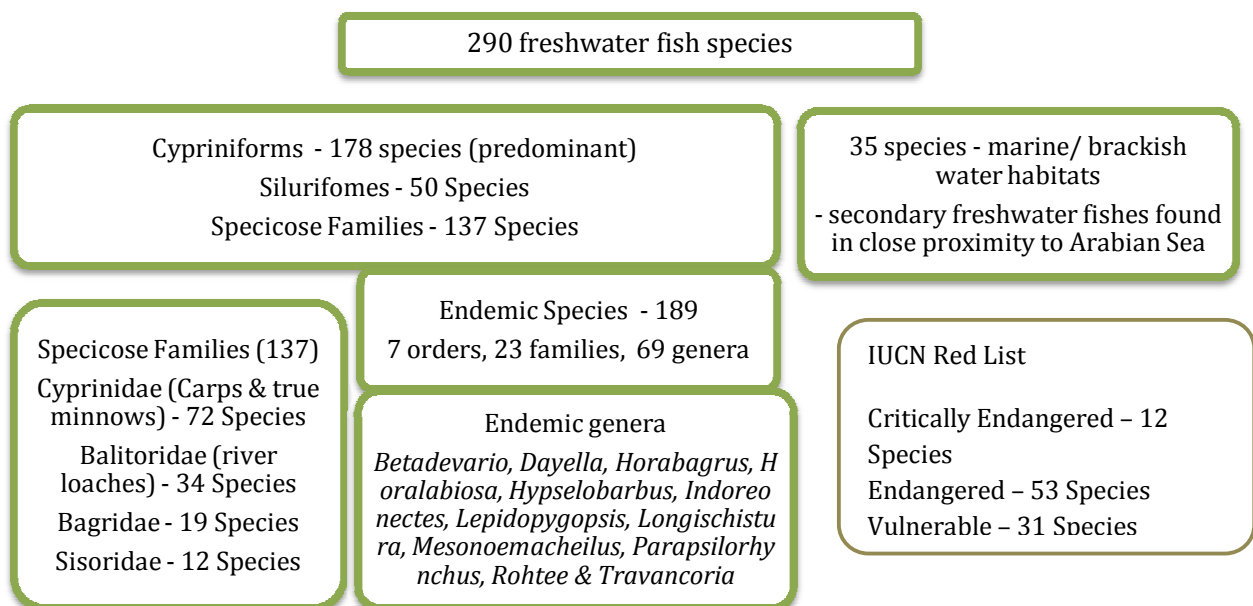 290 freshwater fish species
Cypriniforms - 178 species (predominant)
Silurifomes - 50 Species
Specicose Families - 137 Species
35 species - marine/ brackish
water habitats
- secondary freshwater fishes found
in close proximity to Arabian Sea
Specicose Families (137)
Cyprinidae (Carps & true
minnows) - 72 Species
Balitoridae (river
loaches) - 34 Species
Bagridae - 19 Species
Sisoridae - 12 Species
Endemic Species - 189
7 orders, 23 families, 69 genera
Endemic genera
Betadevario, Dayella, Horabagrus, H
oralabiosa, Hypselobarbus, Indoreo
nectes, Lepidopygopsis, Longischistu
ra, Mesonoemacheilus, Parapsilorhy
nchus, Rohtee & Travancoria
IUCN Red List
Critically Endangered – 12
Species
Endangered – 53 Species
Vulnerable – 31 Species